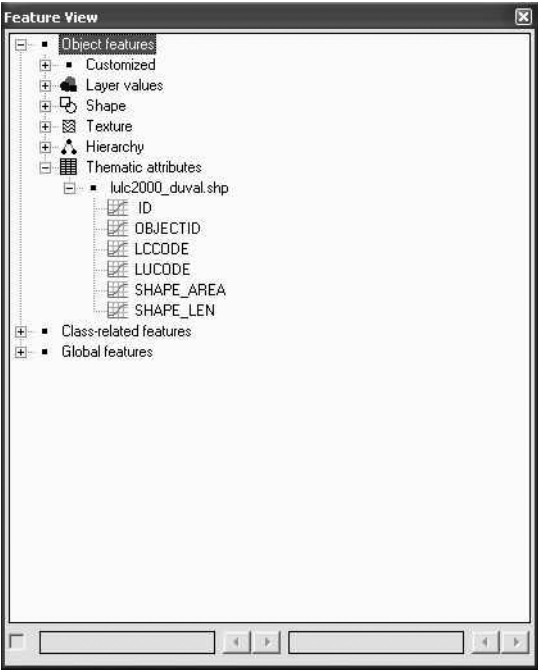 Feature View
Object features
Customized
Layer values
Shape
Texture
Hierarchy
Thematic attributes
lulc2000_duval.shp
ID
OBJECTID
LCCODE
LUCODE
SHAPE_AREA
SHAPE_LEN
Class-related features
Global features